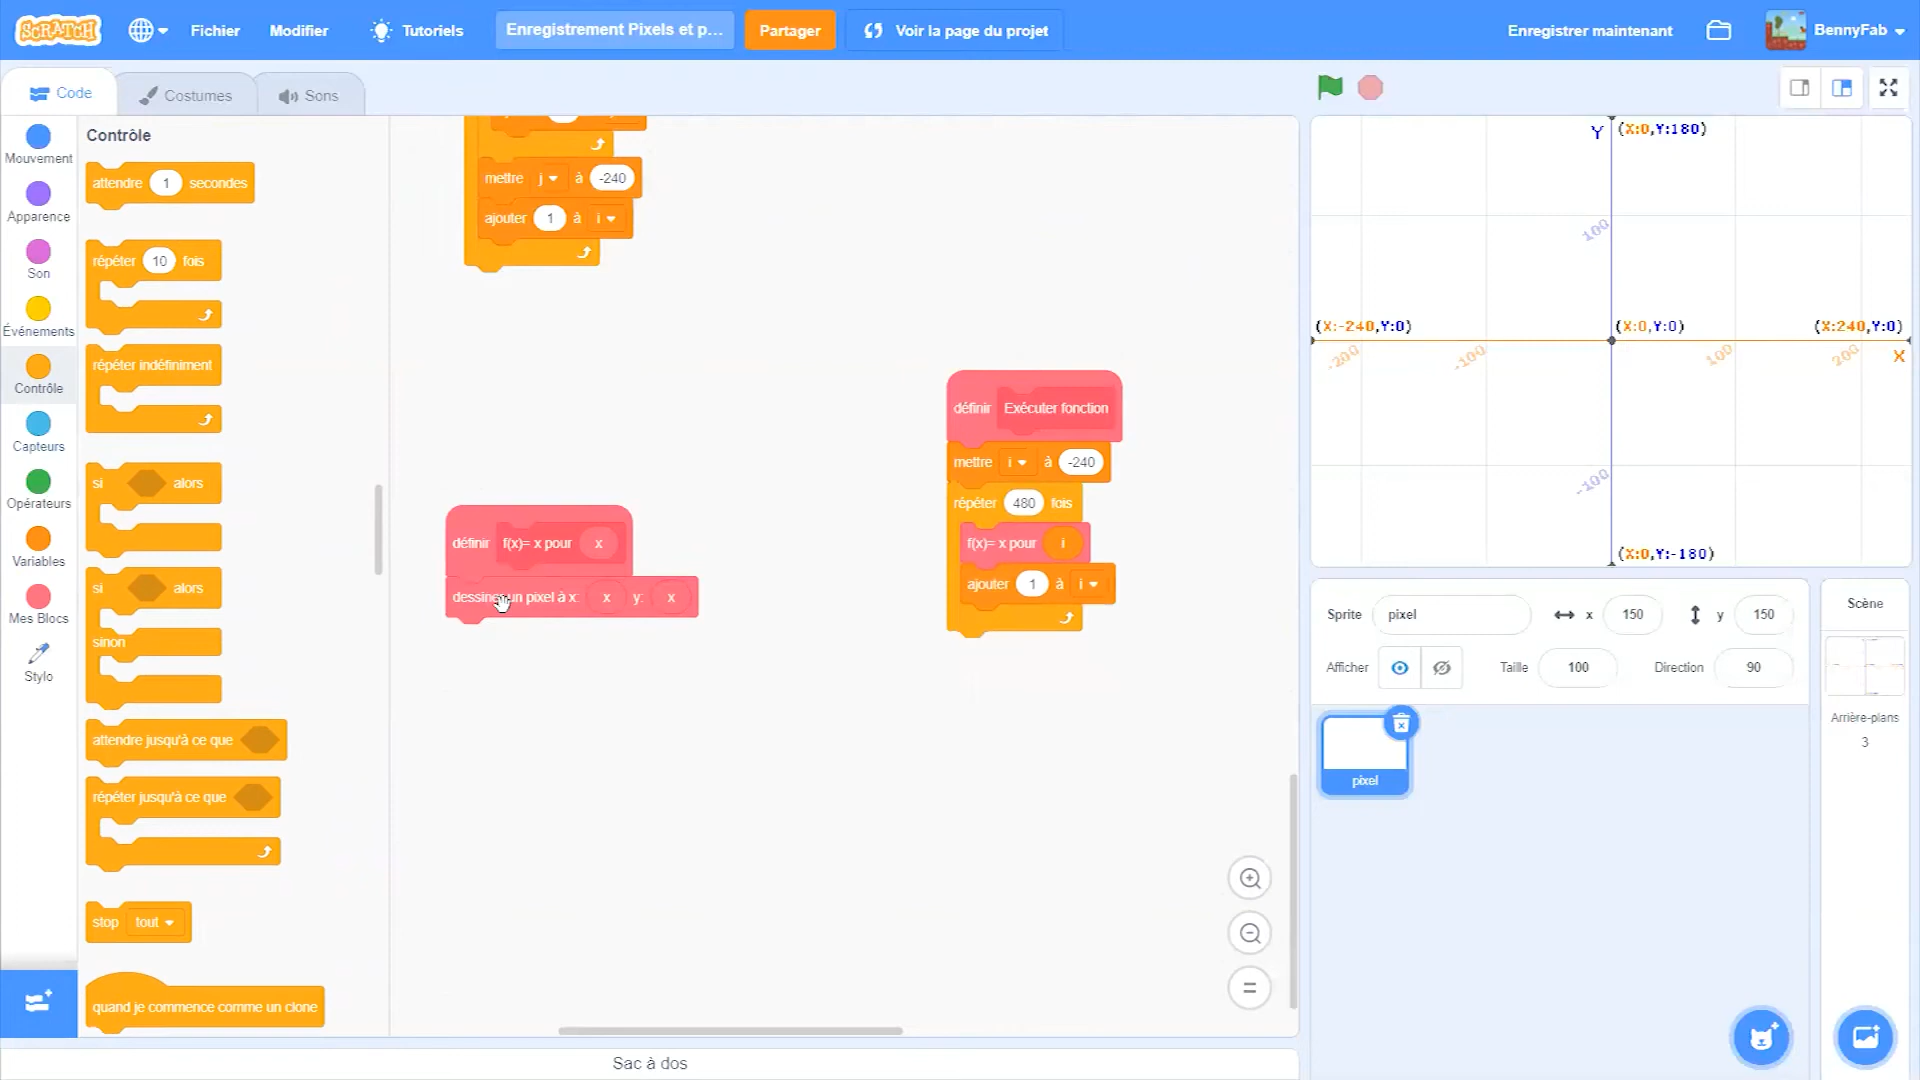 SCRATCH
Fichier
Modifier
Tutoriels
Enregistrement Pixels et p...
Partager
Voir la page du projet
Enregistrer maintenant
BennyFab
Code
Costumes
Sons
Mouvement
Apparence
Son
Événements
Contrôle
Capteurs
Opérateurs
Variables
Mes Blocs
Stylo
Contrôle
attendre 1 secondes
répéter 10 fois
répéter indéfiniment
si alors
si alors
sinon
attendre jusqu'à ce que
répéter jusqu'à ce que
stop tout
quand je commence comme un clone
mettre j à -240
ajouter 1 à i
définir f(x)= x pour x
dessiner un pixel à x: x y: x
définir Exécuter fonction
mettre i à -240
répéter 480 fois
f(x)= x pour i
ajouter 1 à i
Sac à dos
Y (X:0,Y:180)
100
(X:-240,Y:0) (X:0,Y:0) (X:240,Y:0)
-200 -100 100 200 X
-100
(X:0,Y:-180)
Sprite pixel x 150 y 150
Afficher Taille 100 Direction 90
pixel
Scène
Arrière-plans
3